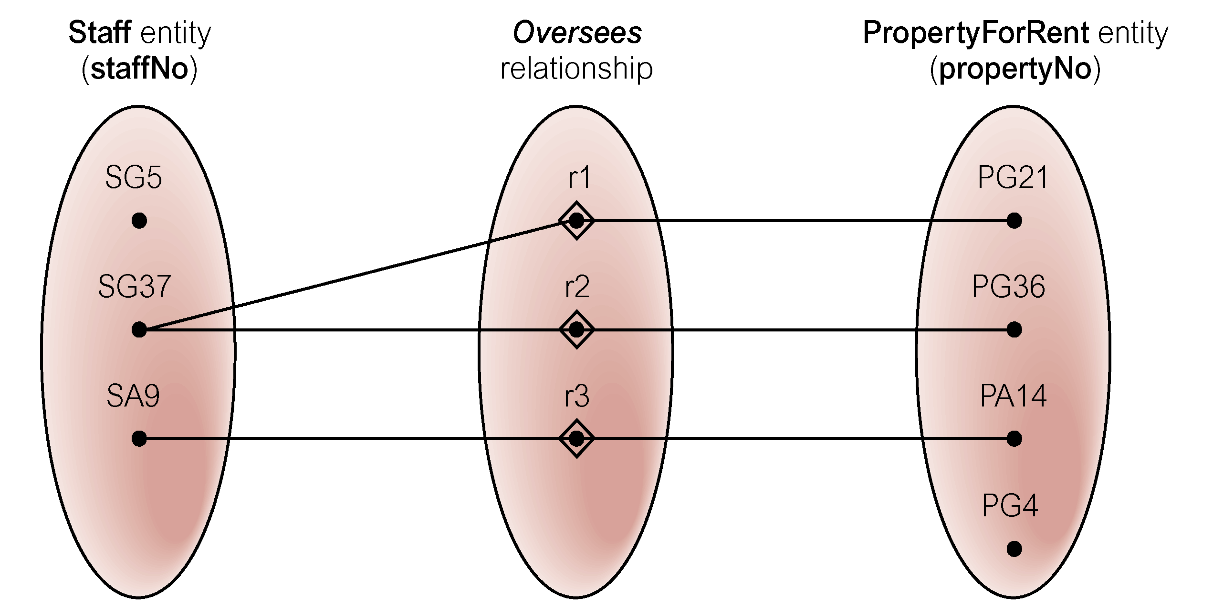 Staff entity
(staffNo)
Oversees
relationship
PropertyForRent entity
(propertyNo)
SG5
SG37
SA9
r1
r2
r3
PG21
PG36
PA14
PG4